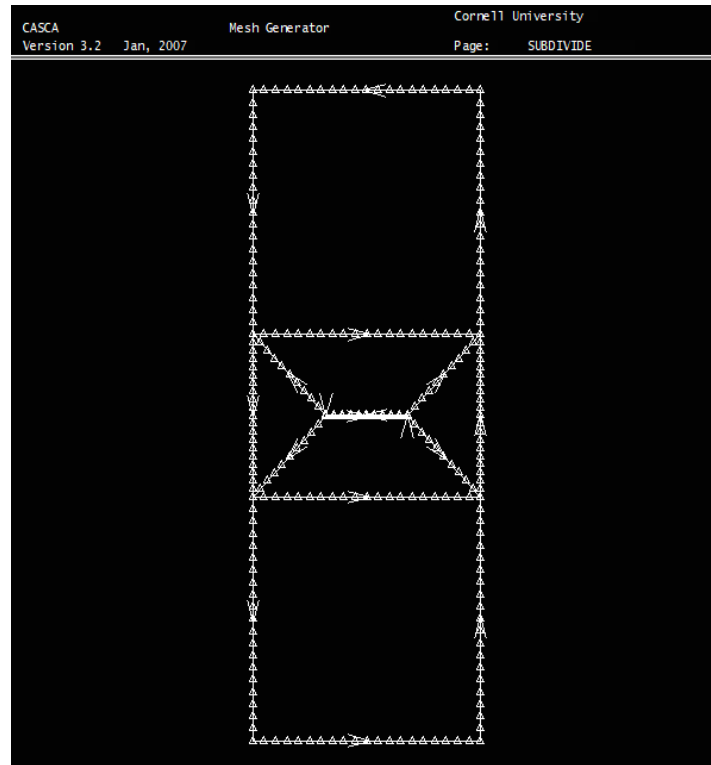 CASCA
Version 3.2 Jan, 2007
Mesh Generator
Cornell University
Page: SUBDIVIDE